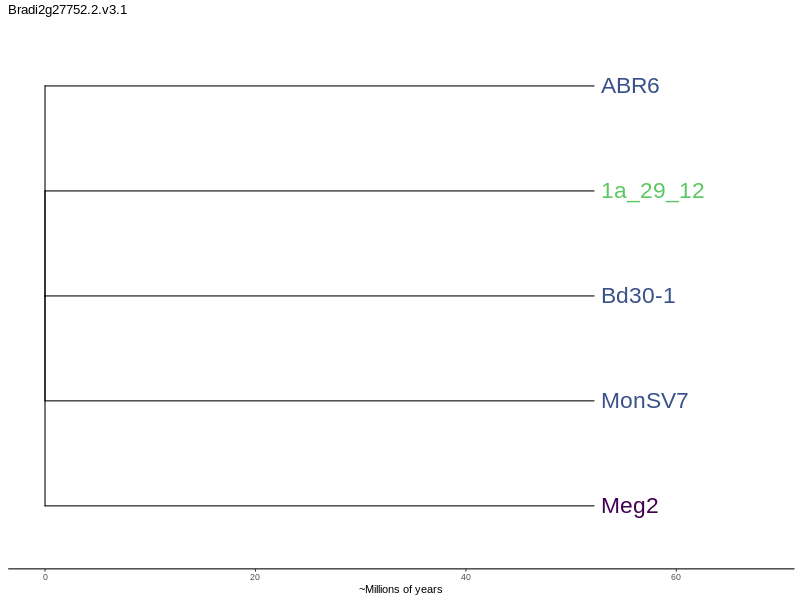 Bradi2g27752.2.v3.1
ABR6
1a_29_12
Bd30-1
MonSV7
Meg2
0 20 40 60
~Millions of years